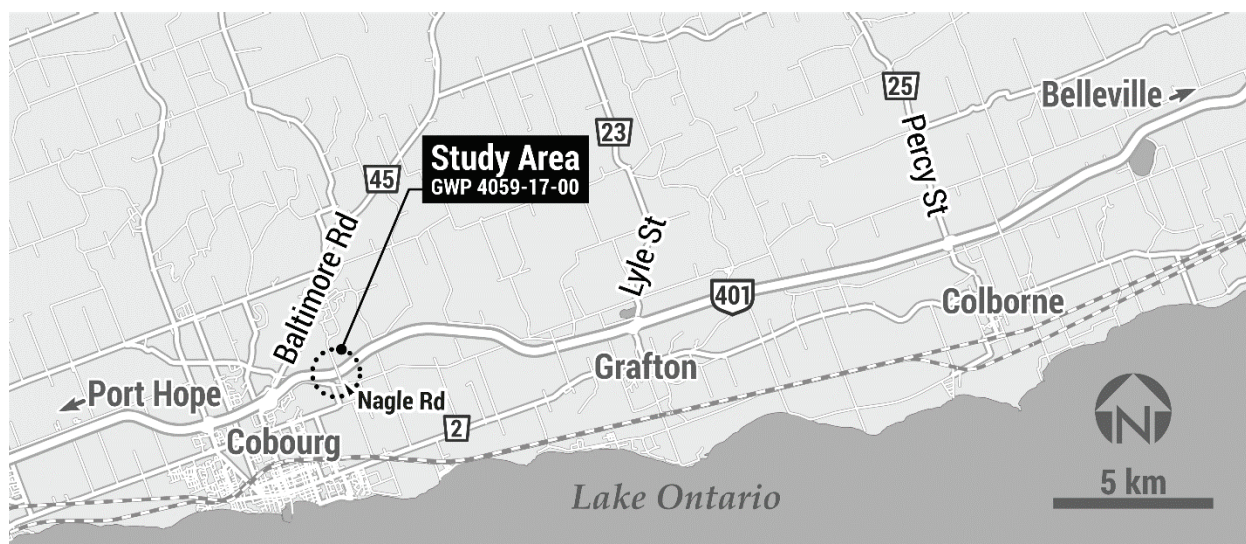 25
Belleville
Percy St
23
Study Area
GWP 4059-17-00
45
Baltimore Rd
Lyle St
401
Colborne
Grafton
Port Hope
Nagle Rd
2
Cobourg
N
5 km
Lake Ontario